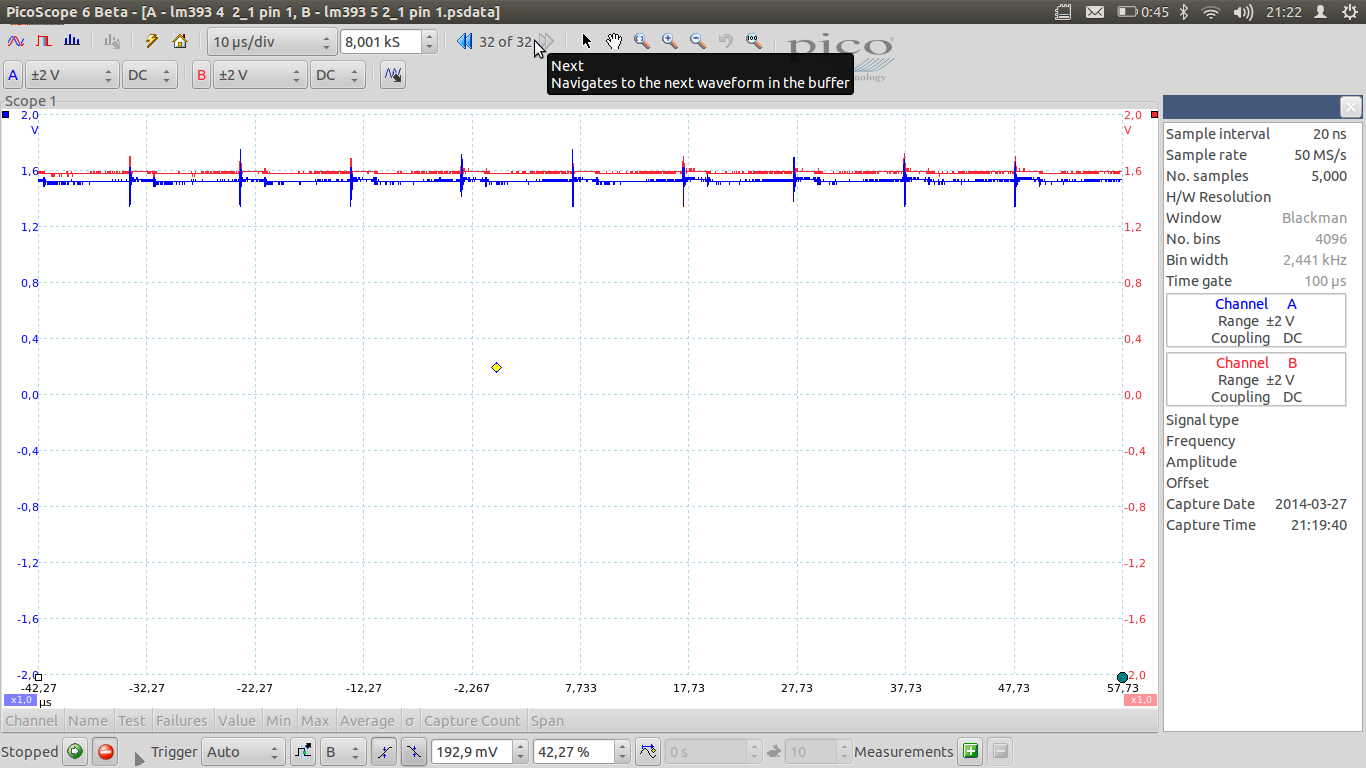 PicoScope 6 Beta - [A - lm393 4  2_1 pin 1, B - lm393 5 2_1 pin 1.psdata]
0:45
21:22
10 µs/div
8,001 kS
32 of 32
pico
Technology
Next
Navigates to the next waveform in the buffer
A
±2 V
DC
B
±2 V
DC
Scope 1
2,0
V
1,6
1,2
0,8
0,4
0,0
-0,4
-0,8
-1,2
-1,6
-2,0
2,0
V
1,6
1,2
0,8
0,4
0,0
-0,4
-0,8
-1,2
-1,6
-2,0
-42,27
-32,27
-22,27
-12,27
-2,267
7,733
17,73
27,73
37,73
47,73
57,73
x1,0
µs
x1,0
Sample interval 20 ns
Sample rate 50 MS/s
No. samples 5,000
H/W Resolution
Window Blackman
No. bins 4096
Bin width 2,441 kHz
Time gate 100 µs
Channel A
Range ±2 V
Coupling DC
Channel B
Range ±2 V
Coupling DC
Signal type
Frequency
Amplitude
Offset
Capture Date 2014-03-27
Capture Time 21:19:40
Channel Name Test Failures Value Min Max Average σ Capture Count Span
Stopped
Trigger
Auto
B
192,9 mV
42,27 %
0 s
10
Measurements